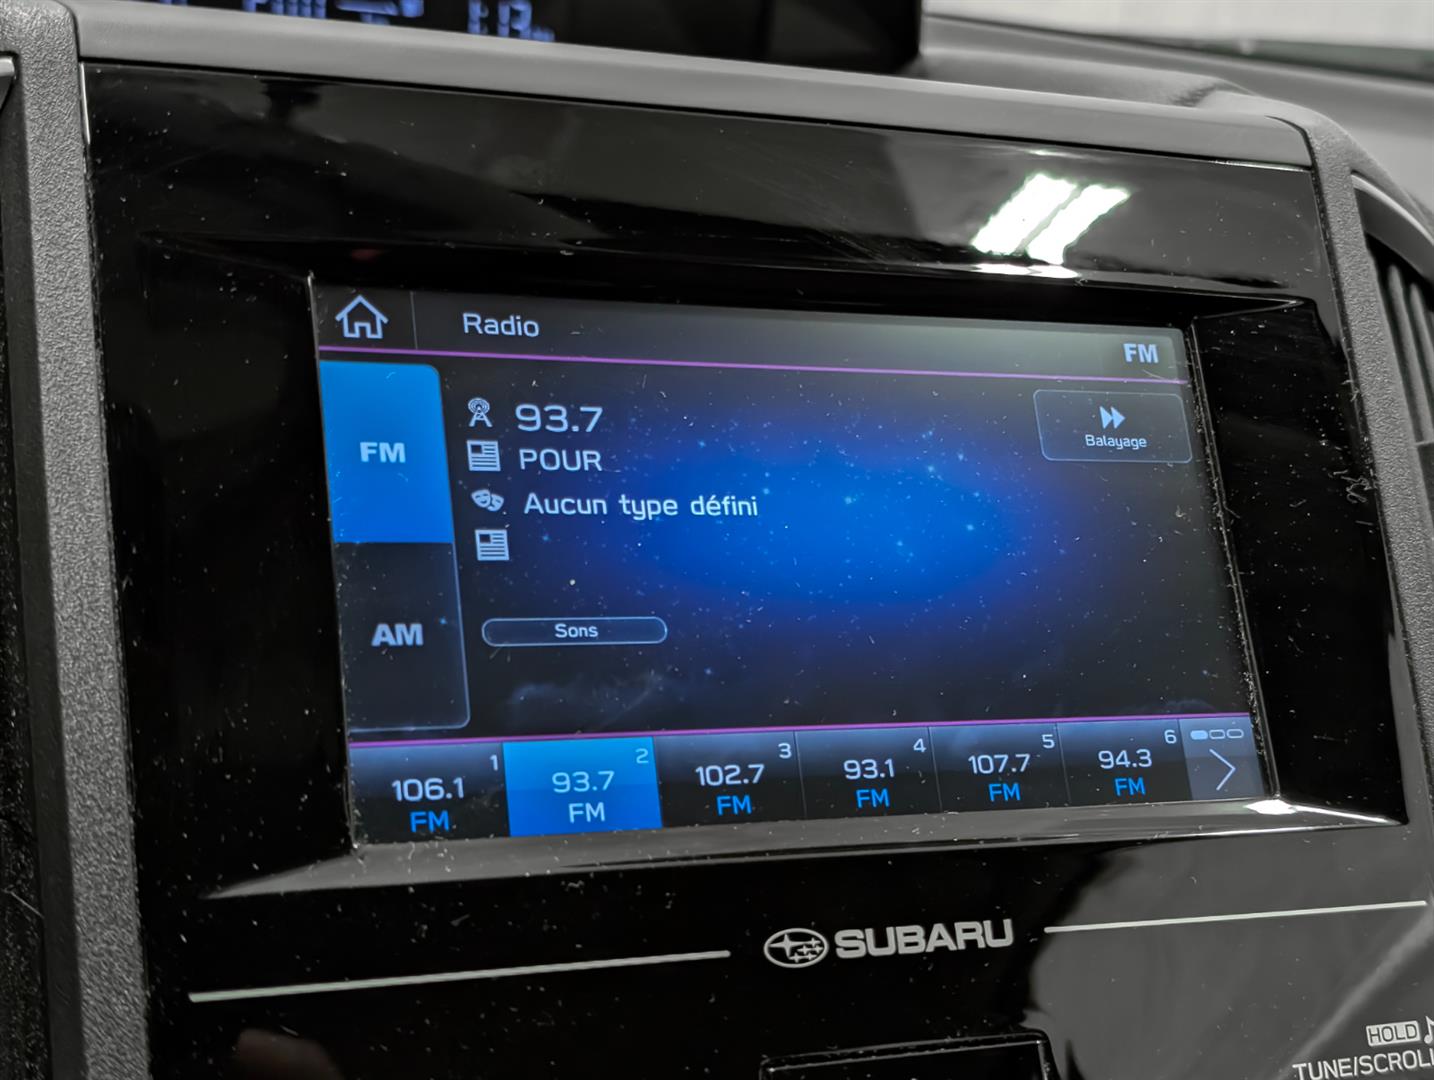 1:13
Radio
FM
FM
93.7
POUR
Aucun type défini
Balayage
AM
Sons
1
106.1
FM
2
93.7
FM
3
102.7
FM
4
93.1
FM
5
107.7
FM
6
94.3
FM
SUBARU
HOLD